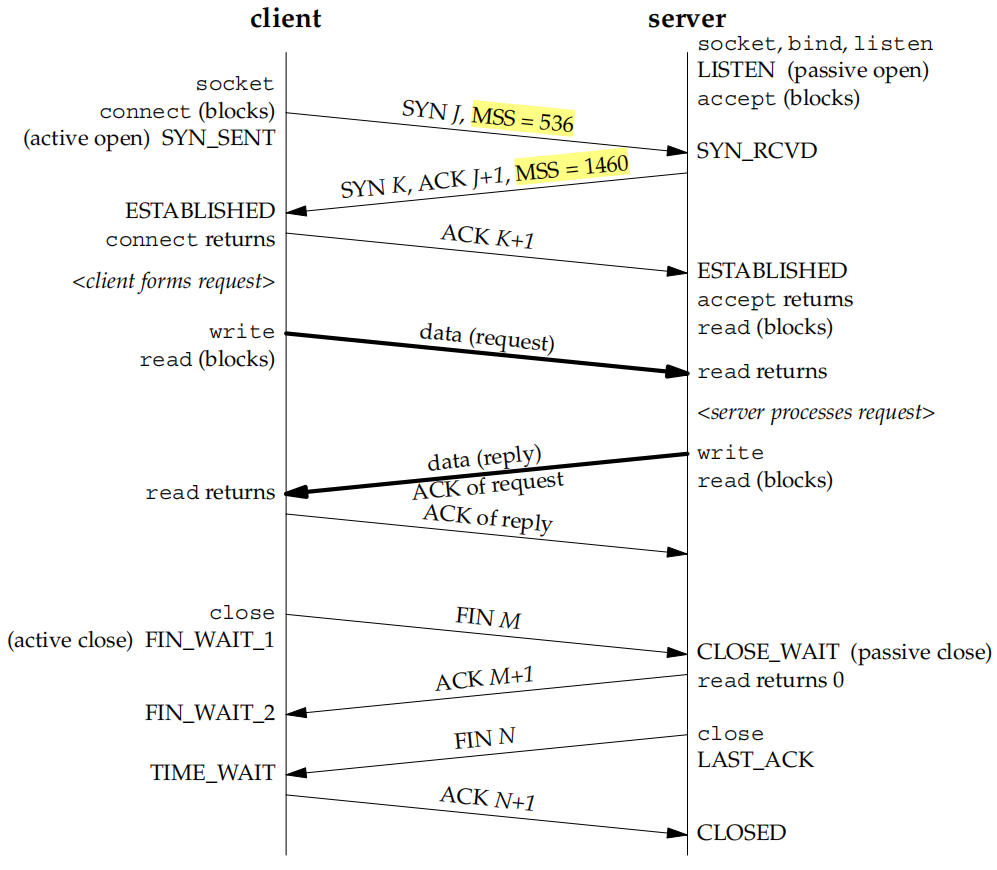 client
server
socket, bind, listen
LISTEN (passive open)
accept (blocks)
socket
connect (blocks)
(active open) SYN_SENT
SYN J, MSS = 536
SYN_RCVD
SYN K, ACK J+1, MSS = 1460
ESTABLISHED
connect returns
ACK K+1
<client forms request>
ESTABLISHED
accept returns
read (blocks)
write
read (blocks)
data (request)
read returns
<server processes request>
write
read (blocks)
data (reply)
ACK of request
read returns
ACK of reply
close
(active close) FIN_WAIT_1
FIN M
CLOSE_WAIT (passive close)
read returns 0
ACK M+1
FIN_WAIT_2
close
LAST_ACK
FIN N
TIME_WAIT
ACK N+1
CLOSED